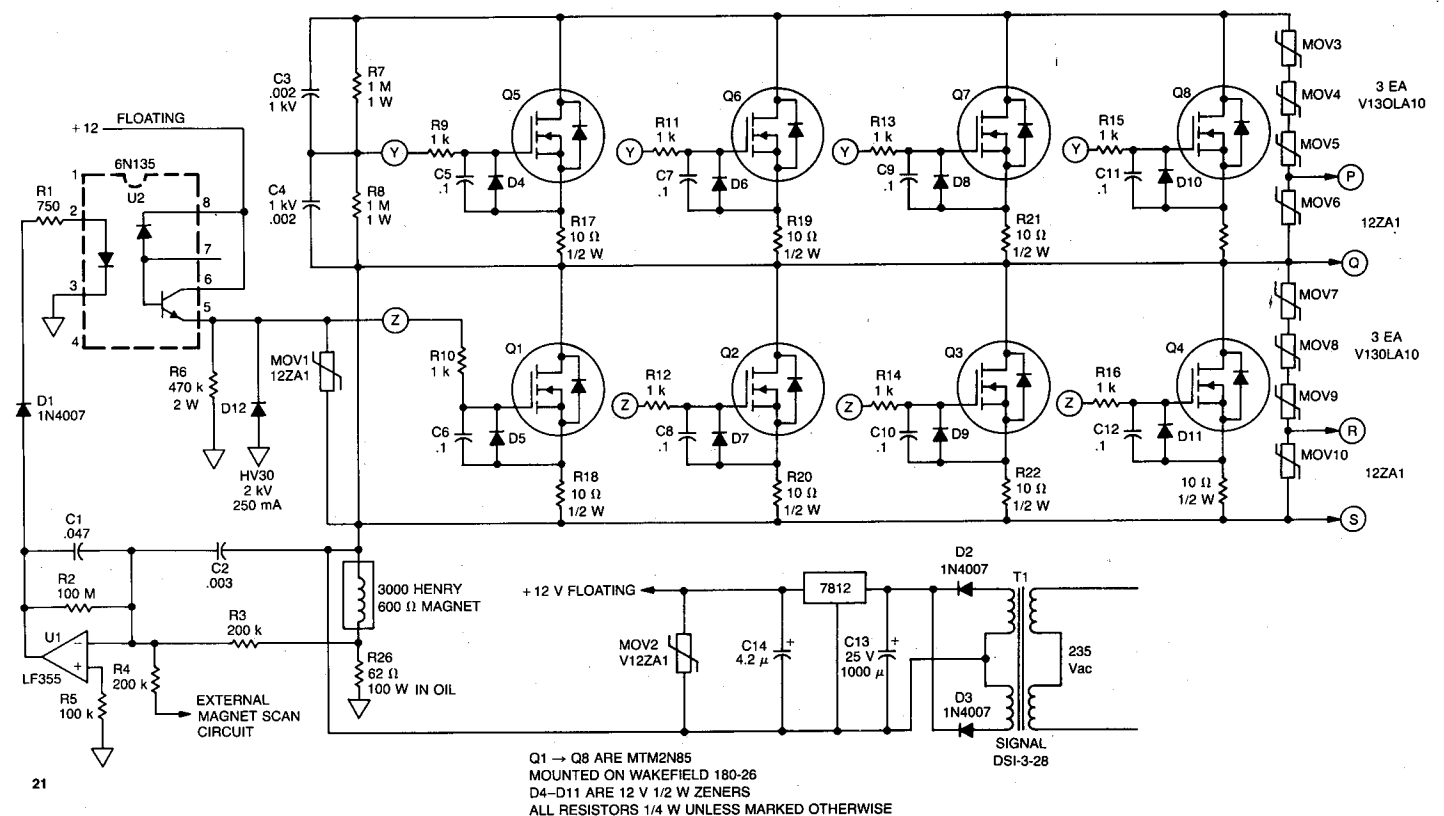 MOV3
C3
.002
1 kV
R7
1 M
1 W
Q5
Q6
Q7
Q8
MOV4
3 EA
V13OLA10
FLOATING
+ 12
R9
1 k
R11
1 k
R13
1 k
R15
1 k
MOV5
6N135
U2
Y
Y
Y
Y
P
1
R1
750
2
8
C4
1 kV
.002
R8
1 M
1 W
C5
.1
D4
C7
.1
D6
C9
.1
D8
C11
.1
D10
MOV6
12ZA1
7
R17
10 Ω
1/2 W
R19
10 Ω
1/2 W
R21
10 Ω
1/2 W
Q
3
6
5
4
MOV7
Z
MOV1
12ZA1
R10
1 k
Q1
Q2
Q3
Q4
MOV8
3 EA
V130LA10
R6
470 k
2 W
D12
R12
1 k
R14
1 k
R16
1 k
MOV9
D1
1N4007
Z
Z
Z
R
C6
.1
D5
C8
.1
D7
C10
.1
D9
C12
.1
D11
MOV10
12ZA1
HV30
2 kV
250 mA
R18
10 Ω
1/2 W
R20
10 Ω
1/2 W
R22
10 Ω
1/2 W
10 Ω
1/2 W
S
C1
.047
C2
.003
R2
100 M
3000 HENRY
600 Ω MAGNET
+ 12 V FLOATING
7812
D2
1N4007
T1
U1
−
+
LF355
R3
200 k
R4
200 k
R5
100 k
R26
62 Ω
100 W IN OIL
MOV2
V12ZA1
C14
4.2 μ
+
C13
25 V
1000 μ
+
235
Vac
EXTERNAL
MAGNET SCAN
CIRCUIT
D3
1N4007
SIGNAL
DSI-3-28
Q1 → Q8 ARE MTM2N85
MOUNTED ON WAKEFIELD 180-26
D4–D11 ARE 12 V 1/2 W ZENERS
ALL RESISTORS 1/4 W UNLESS MARKED OTHERWISE
21